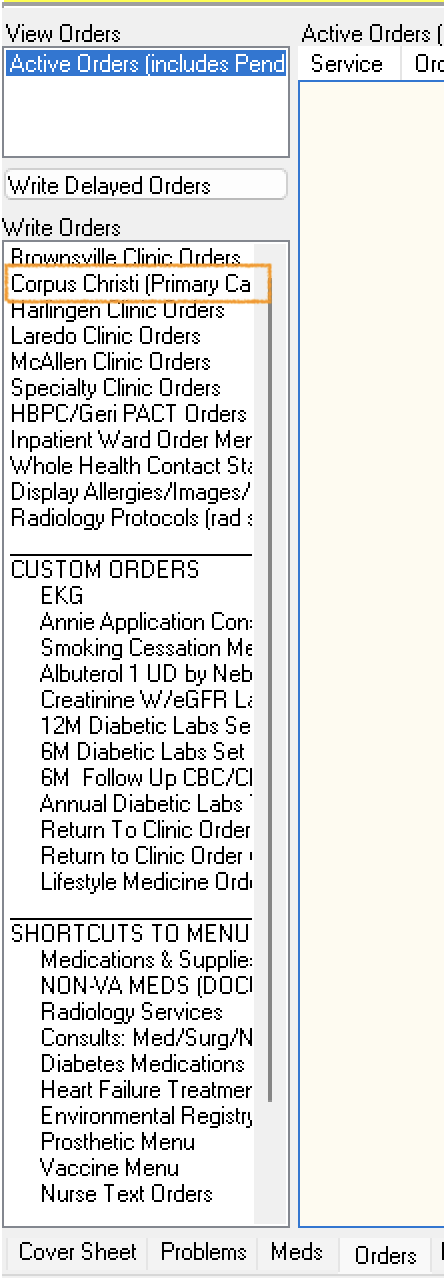 View Orders
Active Orders (includes Pend
Write Delayed Orders
Write Orders
Brownsville Clinic Orders
Corpus Christi (Primary Ca
Harlingen Clinic Orders
Laredo Clinic Orders
McAllen Clinic Orders
Specialty Clinic Orders
HBPC/Geri PACT Orders
Inpatient Ward Order Mer
Whole Health Contact Sta
Display Allergies/Images/
Radiology Protocols (rad s
CUSTOM ORDERS
EKG
Annie Application Cons
Smoking Cessation Me
Albuterol 1 UD by Neb
Creatinine W/eGFR La
12M Diabetic Labs Se
6M Diabetic Labs Set
6M Follow Up CBC/CI
Annual Diabetic Labs
Return To Clinic Order
Return to Clinic Order
Lifestyle Medicine Orde
SHORTCUTS TO MENU
Medications & Supplies
NON-VA MEDS (DOCU
Radiology Services
Consults: Med/Surg/N
Diabetes Medications
Heart Failure Treatmer
Environmental Registry
Prosthetic Menu
Vaccine Menu
Nurse Text Orders
Active Orders (
Service Ord
Cover Sheet Problems Meds Orders